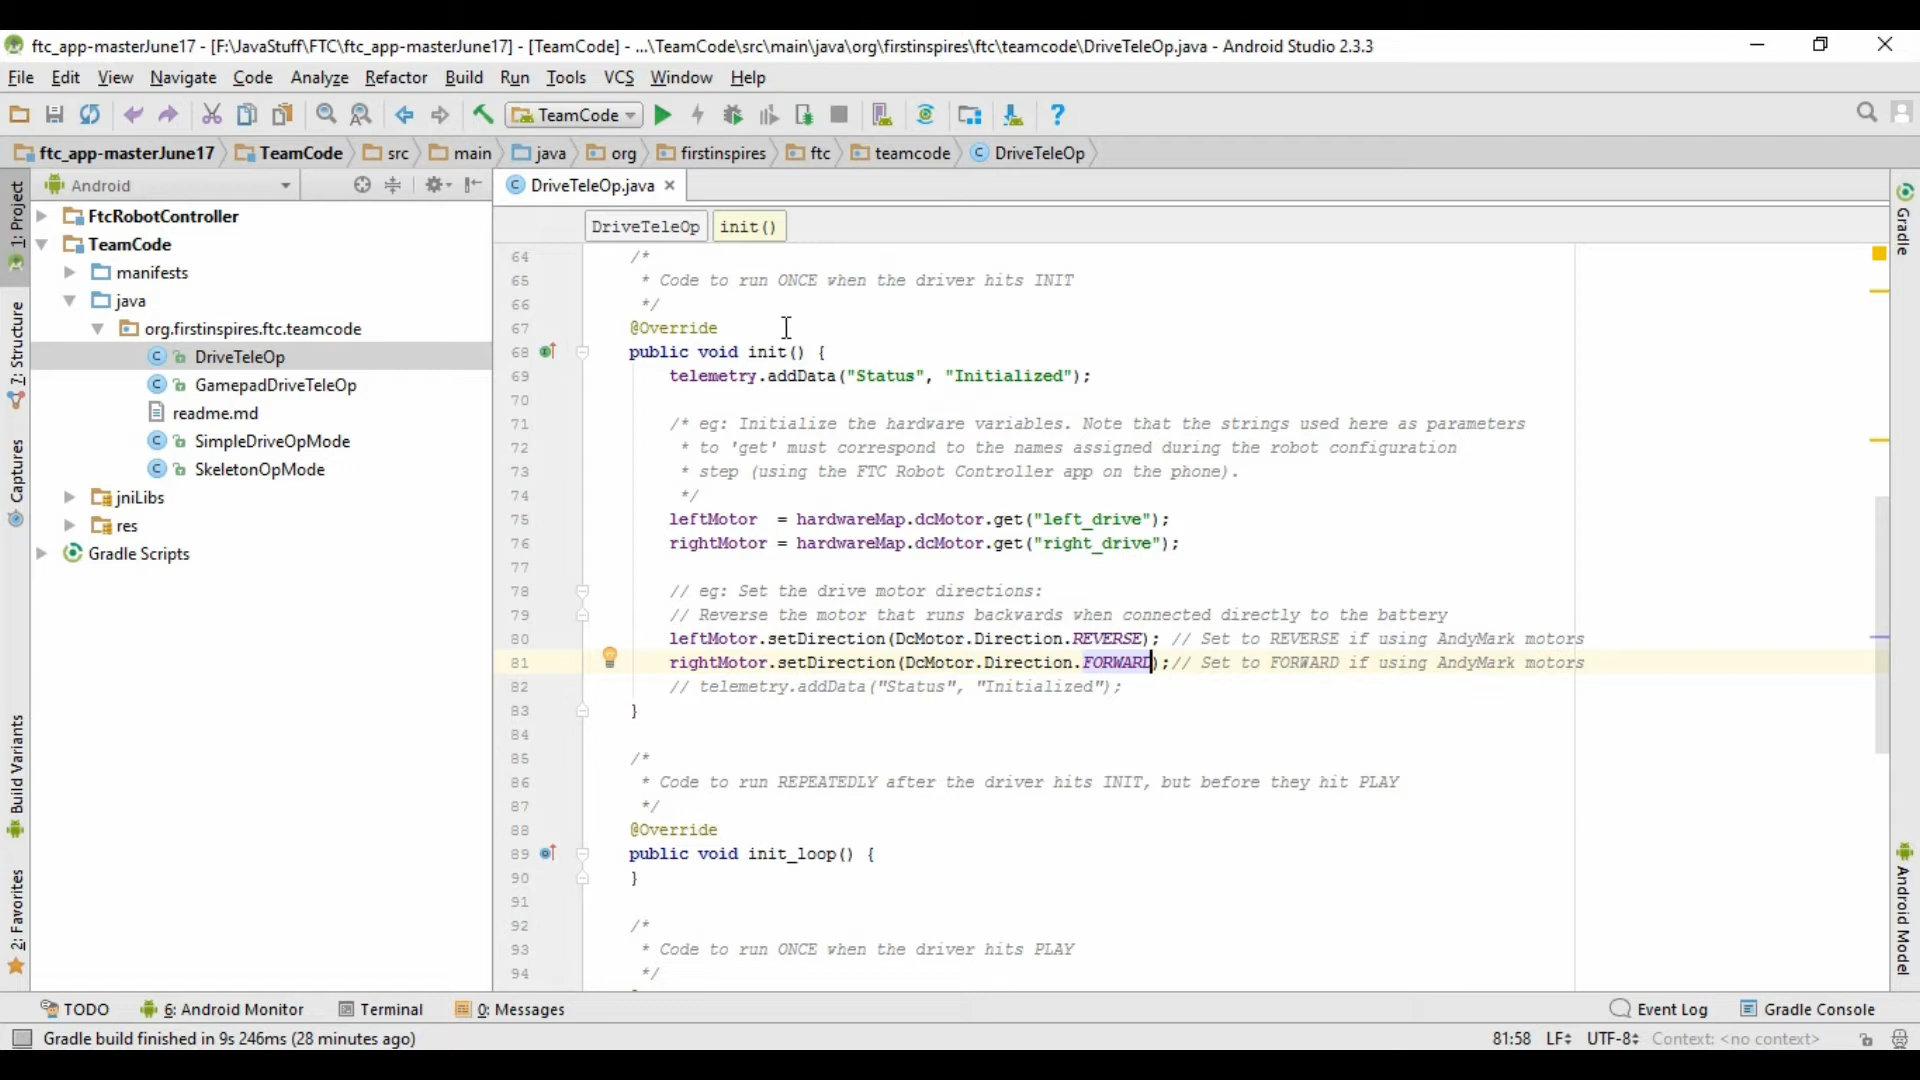 ftc_app-masterJune17 - [F:\JavaStuff\FTC\ftc_app-masterJune17] - [TeamCode] - ...\TeamCode\src\main\java\org\firstinspires\ftc\teamcode\DriveTeleOp.java - Android Studio 2.3.3
File Edit View Navigate Code Analyze Refactor Build Run Tools VCS Window Help
TeamCode
ftc_app-masterJune17 TeamCode src main java org firstinspires ftc teamcode DriveTeleOp
Android
DriveTeleOp.java
1: Project
7: Structure
Captures
Build Variants
2: Favorites
FtcRobotController
TeamCode
manifests
java
org.firstinspires.ftc.teamcode
DriveTeleOp
GamepadDriveTeleOp
readme.md
SimpleDriveOpMode
SkeletonOpMode
jniLibs
res
Gradle Scripts
DriveTeleOp init()
64 /*
65 * Code to run ONCE when the driver hits INIT
66 */
67 @Override
68 public void init() {
69 telemetry.addData("Status", "Initialized");
70
71 /* eg: Initialize the hardware variables. Note that the strings used here as parameters
72 * to 'get' must correspond to the names assigned during the robot configuration
73 * step (using the FTC Robot Controller app on the phone).
74 */
75 leftMotor  = hardwareMap.dcMotor.get("left_drive");
76 rightMotor = hardwareMap.dcMotor.get("right_drive");
77
78 // eg: Set the drive motor directions:
79 // Reverse the motor that runs backwards when connected directly to the battery
80 leftMotor.setDirection(DcMotor.Direction.REVERSE); // Set to REVERSE if using AndyMark motors
81 rightMotor.setDirection(DcMotor.Direction.FORWARD);// Set to FORWARD if using AndyMark motors
82 // telemetry.addData("Status", "Initialized");
83 }
84
85 /*
86 * Code to run REPEATEDLY after the driver hits INIT, but before they hit PLAY
87 */
88 @Override
89 public void init_loop() {
90 }
91
92 /*
93 * Code to run ONCE when the driver hits PLAY
94 */
Gradle
Android Model
TODO 6: Android Monitor Terminal 0: Messages Event Log Gradle Console
Gradle build finished in 9s 246ms (28 minutes ago) 81:58 LF UTF-8 Context: <no context>